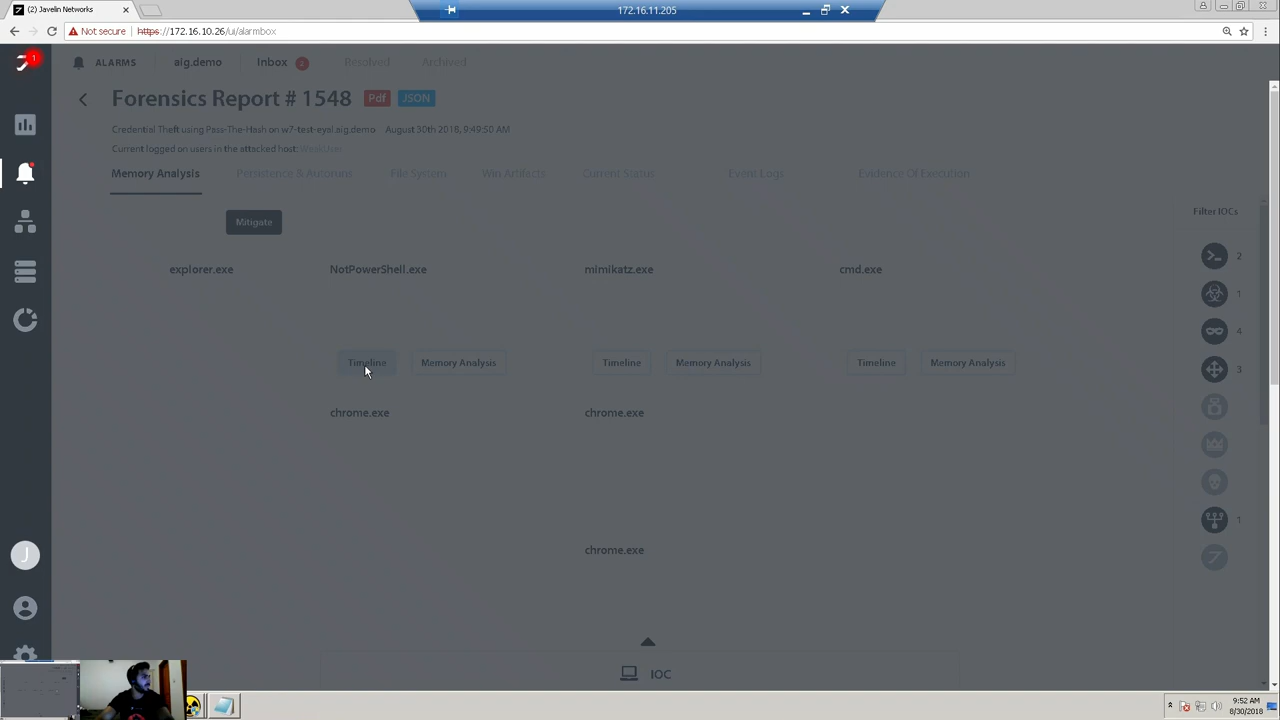 (2) Javelin Networks
172.16.11.205
Not secure https://172.16.10.26/ui/alarmbox
1
ALARMS aig.demo Inbox 2 Resolved Archived
Forensics Report # 1548 Pdf JSON
Credential Theft using Pass-The-Hash on w7-test-eyal.aig.demo August 30th 2018, 9:49:50 AM
Current logged on users in the attacked host:
Memory Analysis Persistence & Autoruns File System Win Artifacts Current Status Event Logs Evidence Of Execution
Mitigate
Filter IOCs
explorer.exe NotPowerShell.exe mimikatz.exe cmd.exe
2
1
4
3
1
Timeline Memory Analysis Timeline Memory Analysis Timeline Memory Analysis
chrome.exe chrome.exe
chrome.exe
J
IOC
9:52 AM
8/30/2018